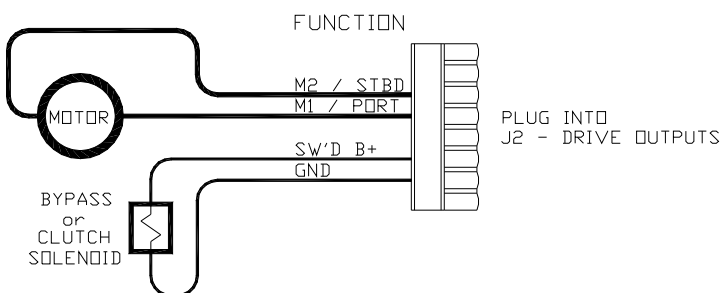 FUNCTION
M2 / STBD
M1 / PORT
MOTOR
PLUG INTO
J2 - DRIVE OUTPUTS
SW'D B+
GND
BYPASS
or
CLUTCH
SOLENOID